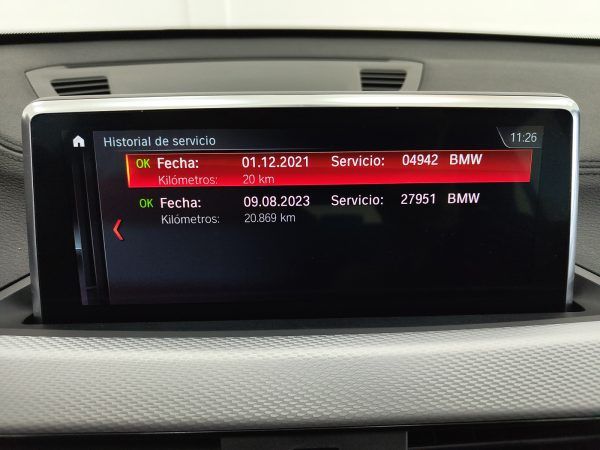 Historial de servicio 11:26
OK Fecha: 01.12.2021 Servicio: 04942 BMW
Kilómetros: 20 km
OK Fecha: 09.08.2023 Servicio: 27951 BMW
Kilómetros: 20.869 km